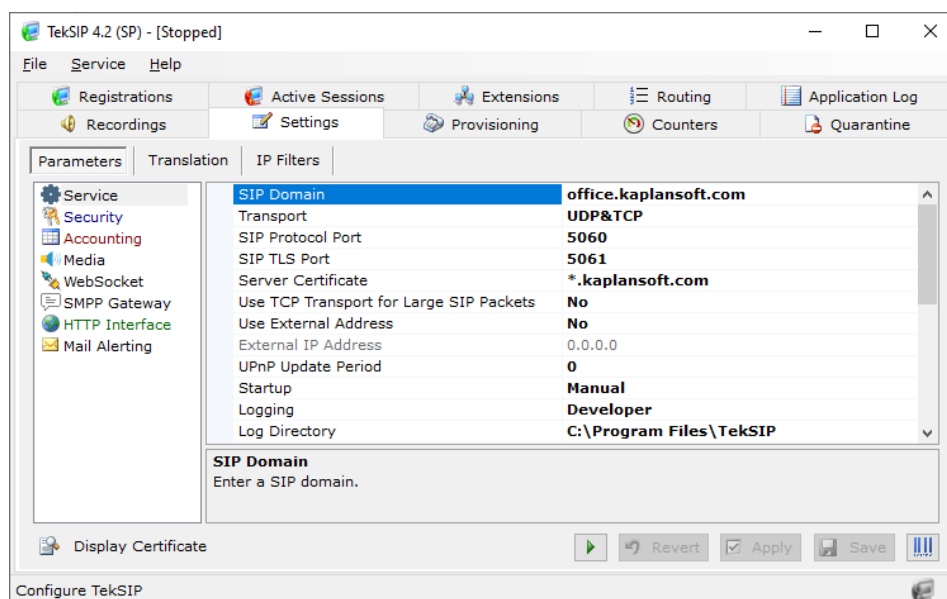 TekSIP 4.2 (SP) - [Stopped]
File Service Help
Registrations Active Sessions Extensions Routing Application Log
Recordings Settings Provisioning Counters Quarantine
Parameters Translation IP Filters
Service
Security
Accounting
Media
WebSocket
SMPP Gateway
HTTP Interface
Mail Alerting
SIP Domain office.kaplansoft.com
Transport UDP&TCP
SIP Protocol Port 5060
SIP TLS Port 5061
Server Certificate *.kaplansoft.com
Use TCP Transport for Large SIP Packets No
Use External Address No
External IP Address 0.0.0.0
UPnP Update Period 0
Startup Manual
Logging Developer
Log Directory C:\Program Files\TekSIP
SIP Domain
Enter a SIP domain.
Display Certificate Revert Apply Save
Configure TekSIP